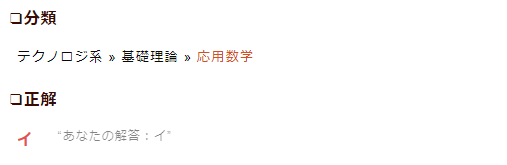 ❏分類
テクノロジ系 » 基礎理論 » 応用数学
❏正解
イ “あなたの解答：イ”